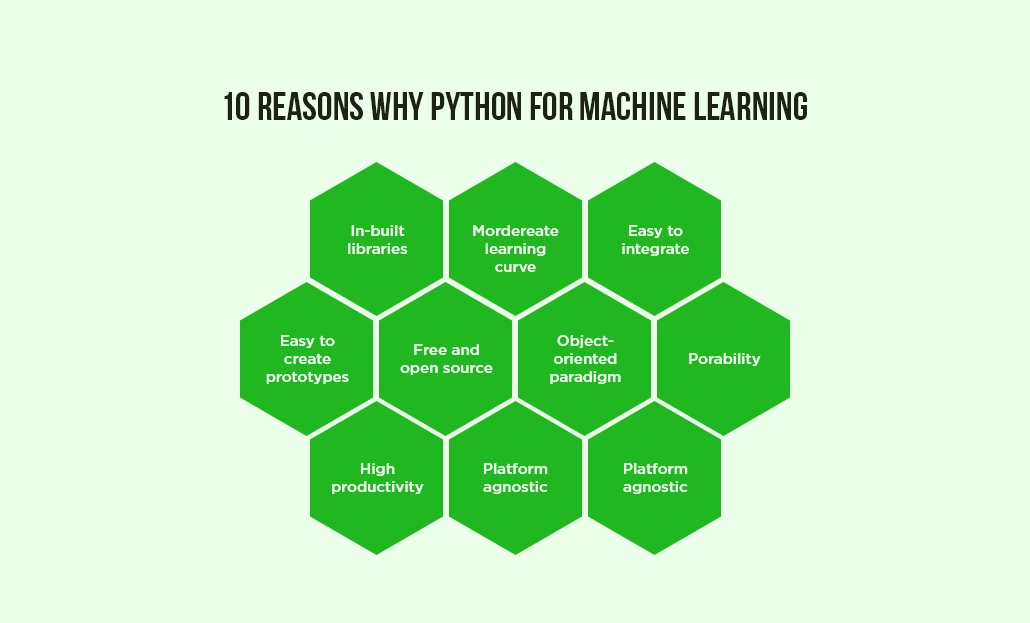 10 REASONS WHY PYTHON FOR MACHINE LEARNING
In-built
libraries
Mordereate
learning
curve
Easy to
integrate
Easy to
create
prototypes
Free and
open source
Object-
oriented
paradigm
Porability
High
productivity
Platform
agnostic
Platform
agnostic